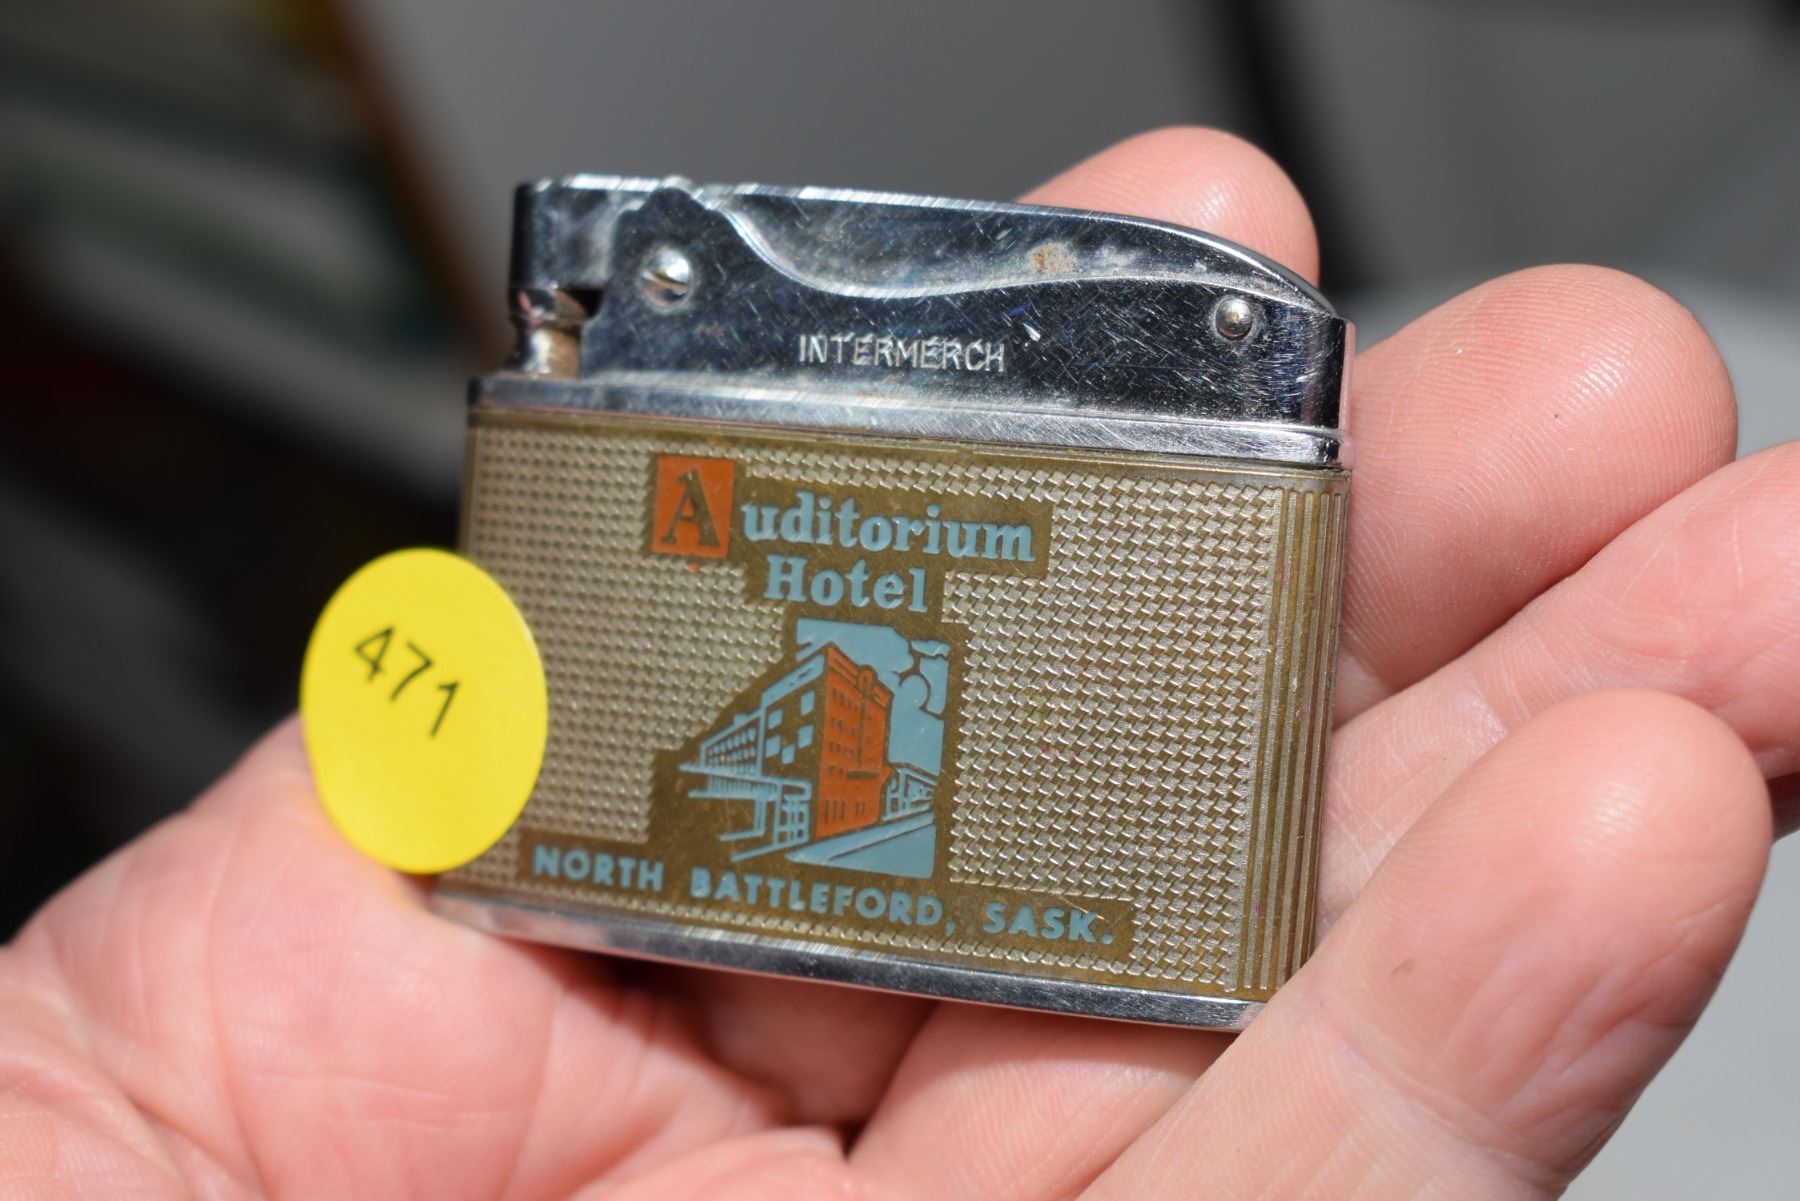 INTERMERCH
Auditorium
Hotel
471
NORTH BATTLEFORD, SASK.